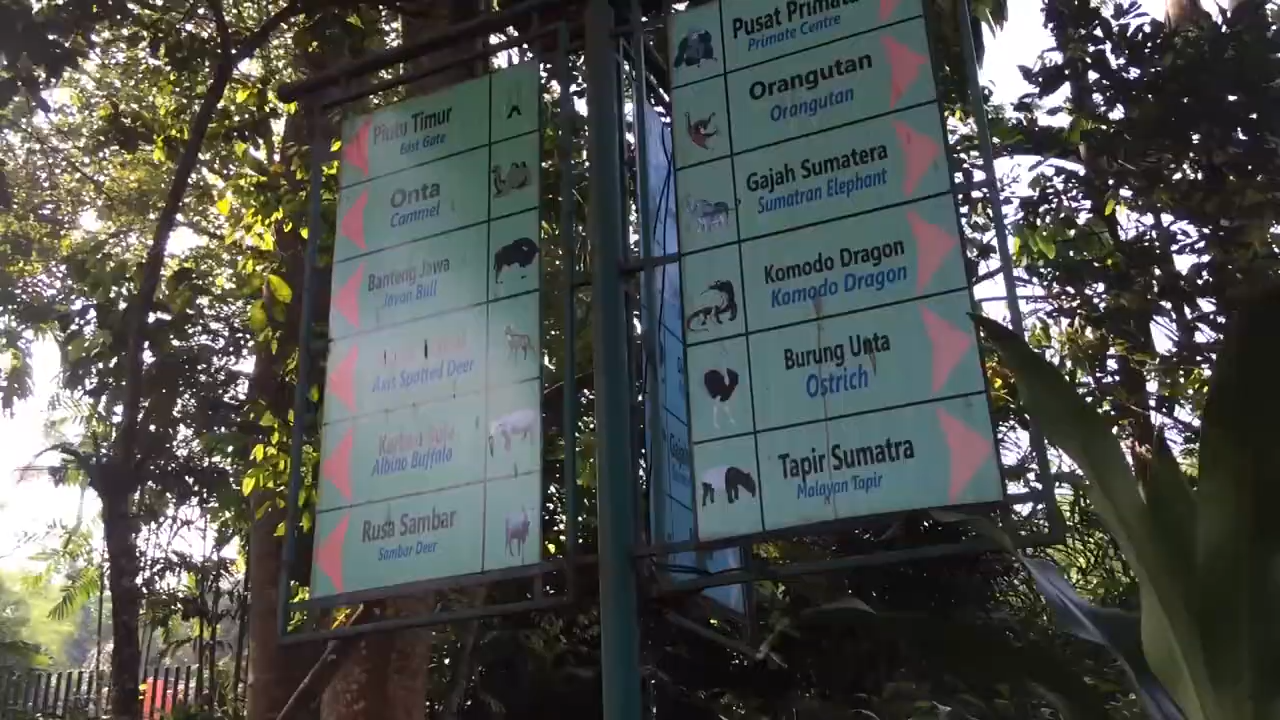 Pintu Timur
East Gate
Onta
Cammel
Banteng Jawa
Javan Bull
Axis Spotted Deer
Albino Buffalo
Rusa Sambar
Sambar Deer
Pusat Primata
Primate Centre
Orangutan
Orangutan
Gajah Sumatera
Sumatran Elephant
Komodo Dragon
Komodo Dragon
Burung Unta
Ostrich
Tapir Sumatra
Malayan Tapir